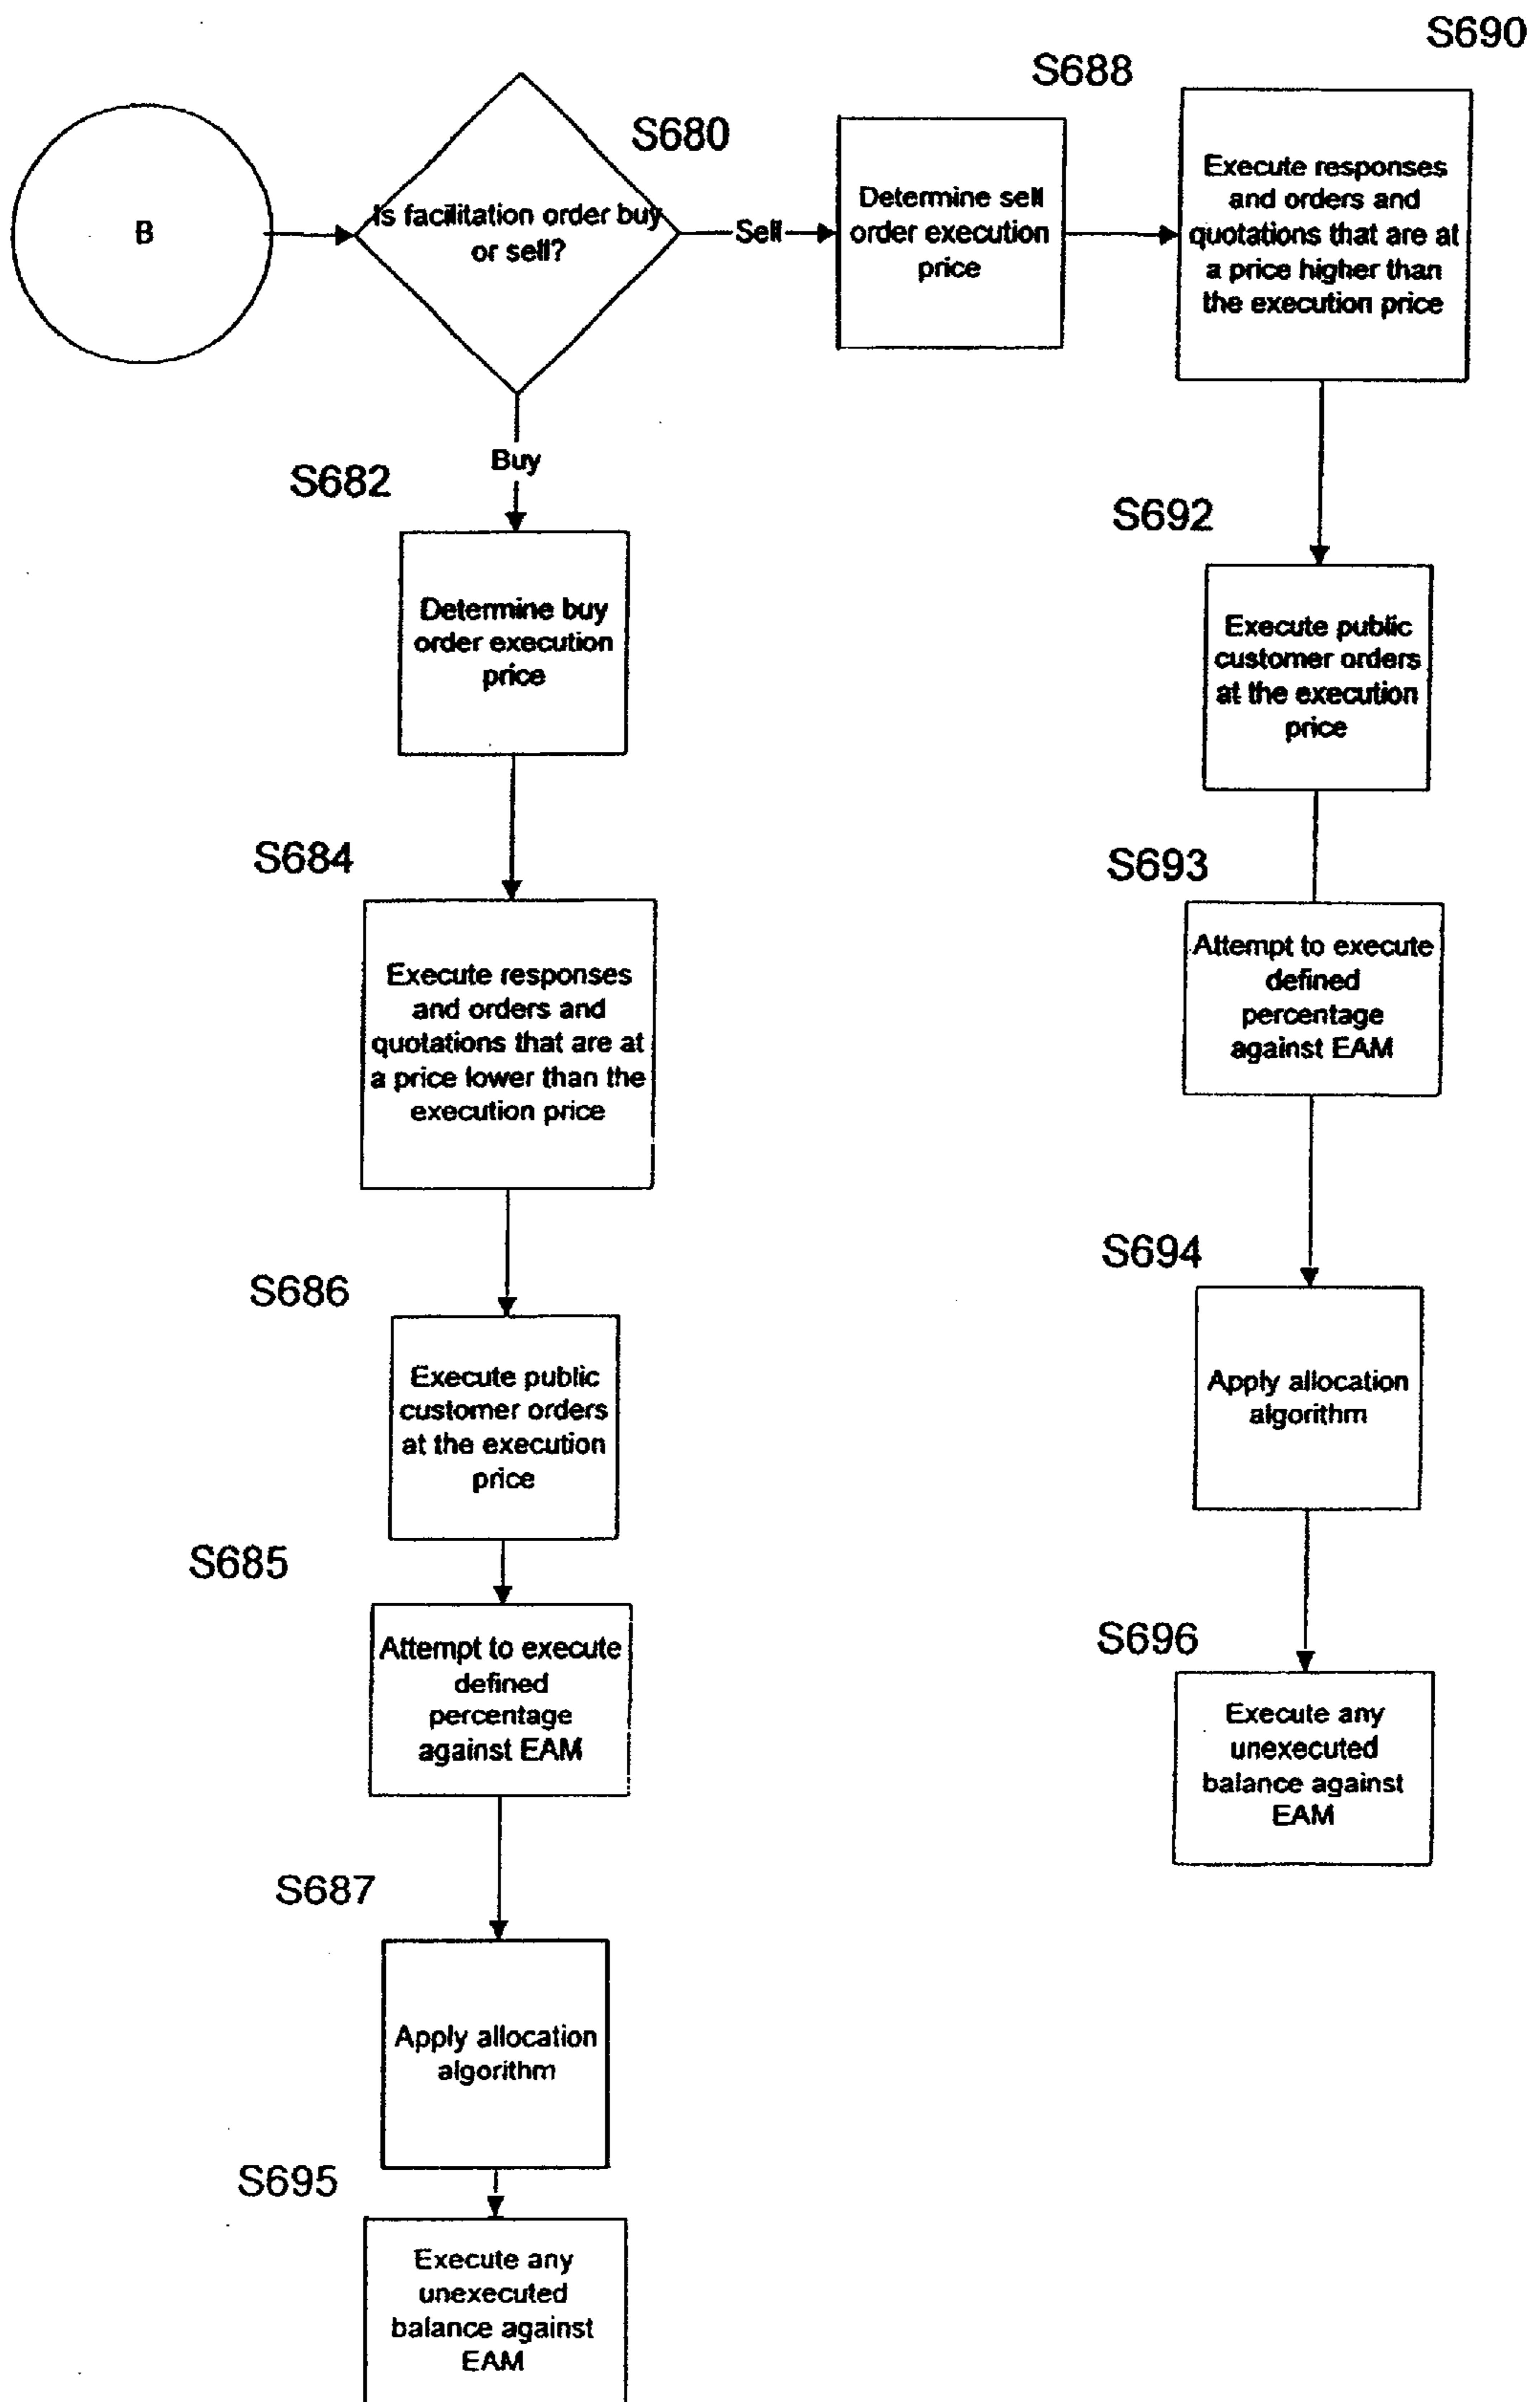 S690
S688
S680
B
Is facilitation order buy
or sell?
Sell
Determine sell
order execution
price
Execute responses
and orders and
quotations that are at
a price higher than
the execution price
Buy
S682
Determine buy
order execution
price
S692
Execute public
customer orders
at the execution
price
S684
Execute responses
and orders and
quotations that are at
a price lower than the
execution price
S693
Attempt to execute
defined
percentage
against EAM
S686
Execute public
customer orders
at the execution
price
S694
Apply allocation
algorithm
S685
Attempt to execute
defined
percentage
against EAM
S696
Execute any
unexecuted
balance against
EAM
S687
Apply allocation
algorithm
S695
Execute any
unexecuted
balance against
EAM